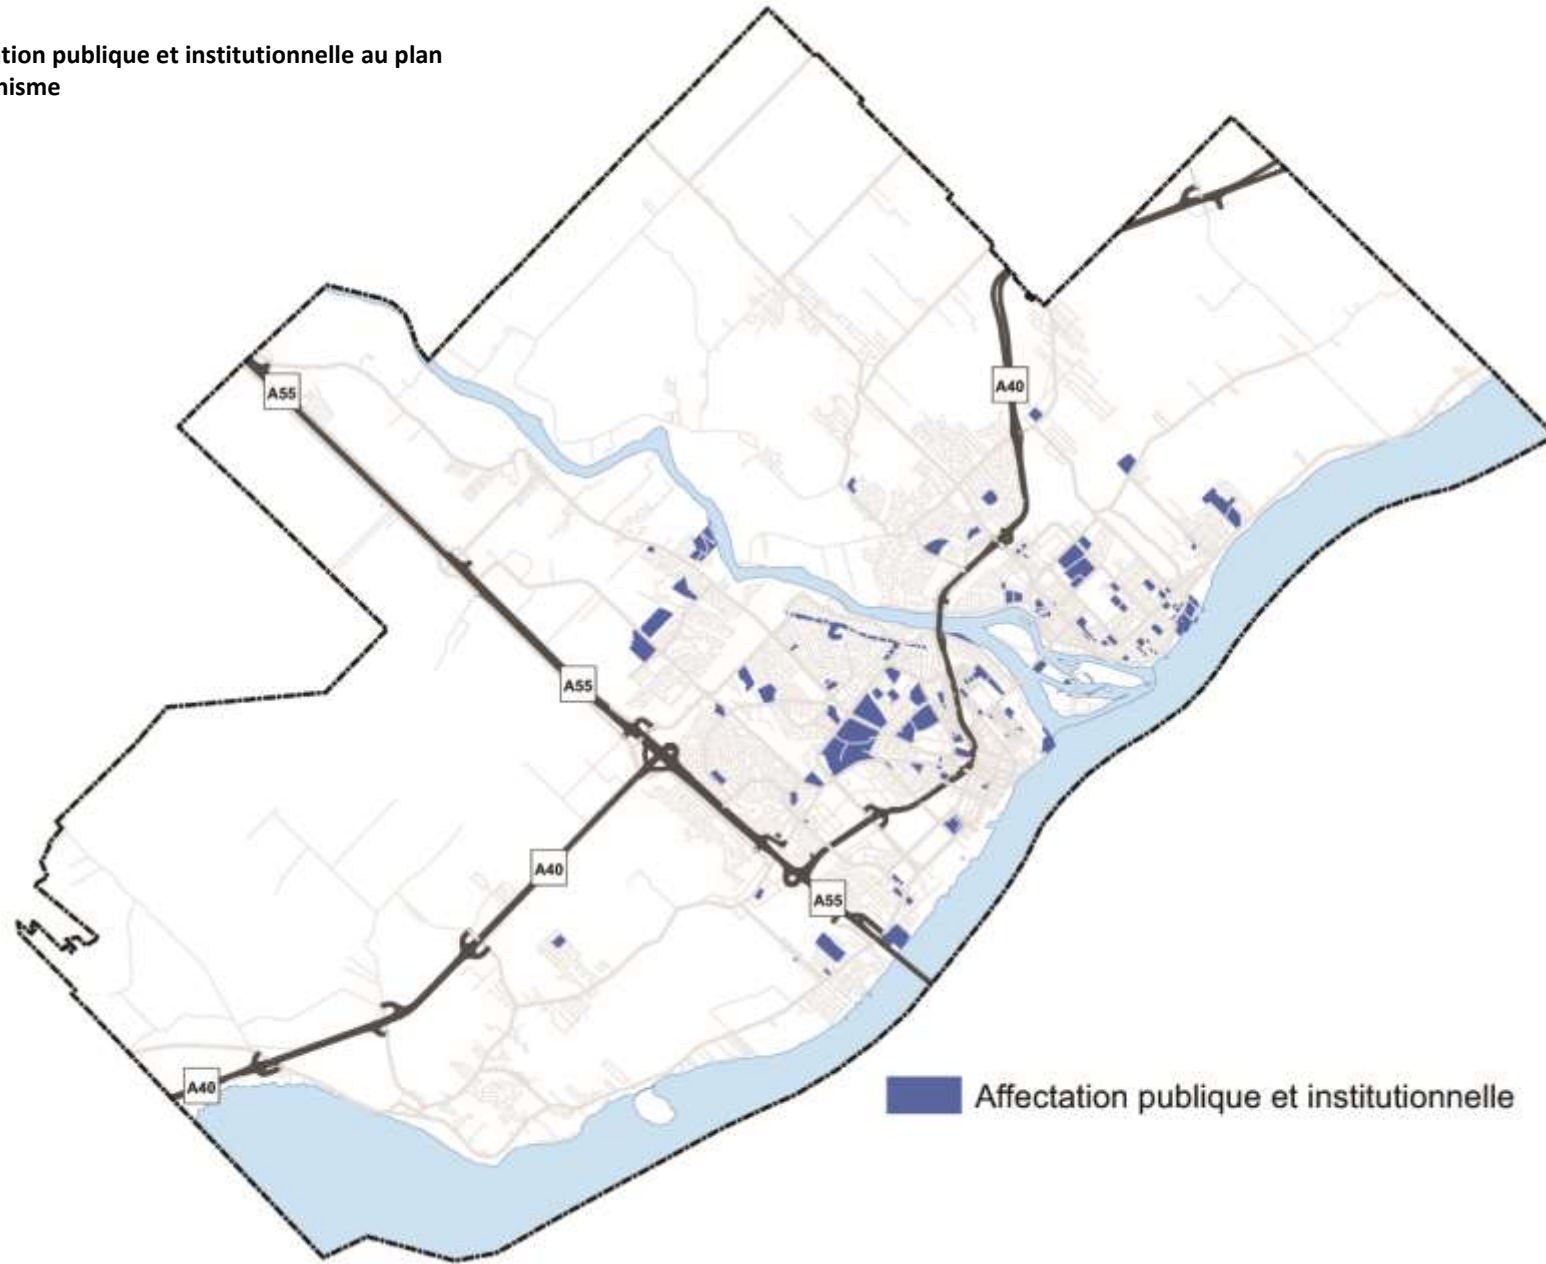 tion publique et institutionnelle au plan
nisme
A55
A40
A55
A40
A55
A40
Affectation publique et institutionnelle